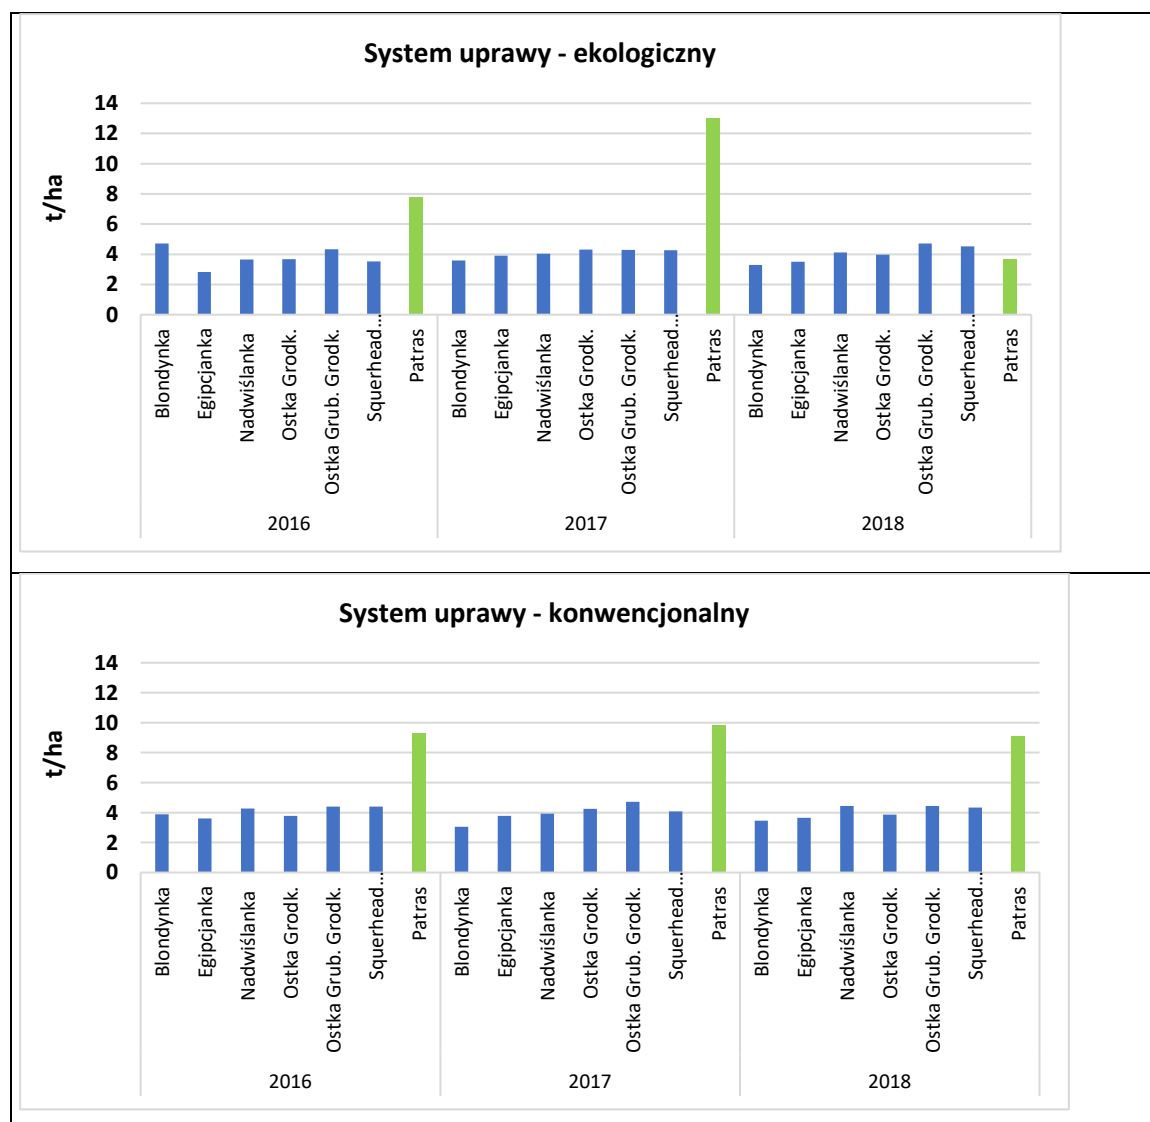 System uprawy - ekologiczny
14
12
10
8
6
4
2
0
t/ha
Blondynka
Egipcjanka
Nadwiślanka
Ostka Grodk.
Ostka Grub. Grodk.
Squerhead...
Patras
Blondynka
Egipcjanka
Nadwiślanka
Ostka Grodk.
Ostka Grub. Grodk.
Squerhead...
Patras
Blondynka
Egipcjanka
Nadwiślanka
Ostka Grodk.
Ostka Grub. Grodk.
Squerhead...
Patras
2016
2017
2018
System uprawy - konwencjonalny
14
12
10
8
6
4
2
0
t/ha
Blondynka
Egipcjanka
Nadwiślanka
Ostka Grodk.
Ostka Grub. Grodk.
Squerhead...
Patras
Blondynka
Egipcjanka
Nadwiślanka
Ostka Grodk.
Ostka Grub. Grodk.
Squerhead...
Patras
Blondynka
Egipcjanka
Nadwiślanka
Ostka Grodk.
Ostka Grub. Grodk.
Squerhead...
Patras
2016
2017
2018